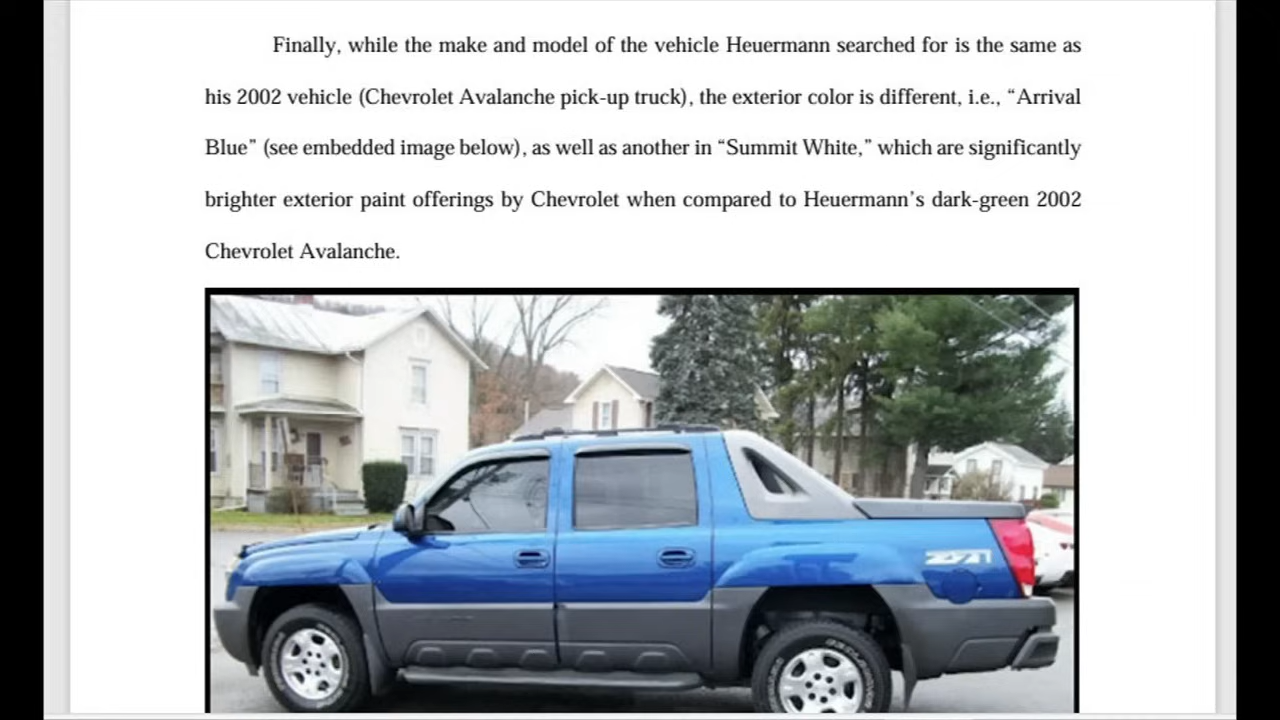 Finally, while the make and model of the vehicle Heuermann searched for is the same as
his 2002 vehicle (Chevrolet Avalanche pick-up truck), the exterior color is different, i.e., “Arrival
Blue” (see embedded image below), as well as another in “Summit White,” which are significantly
brighter exterior paint offerings by Chevrolet when compared to Heuermann’s dark-green 2002
Chevrolet Avalanche.
Z71